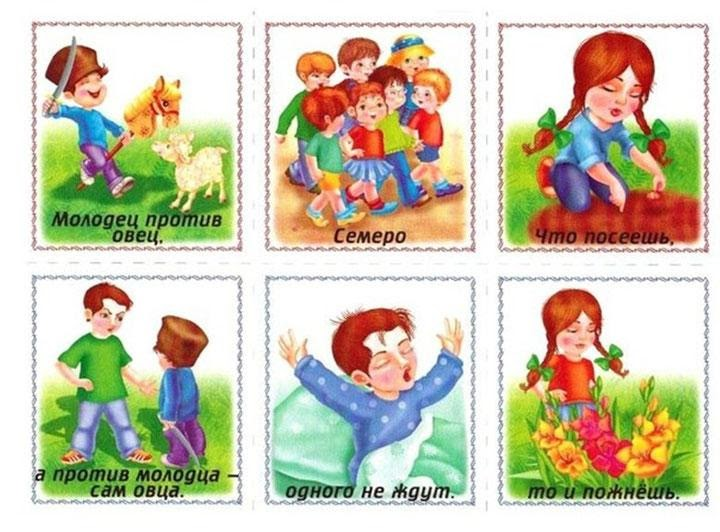 Молодец против
овец,
Семеро
Что посеешь,
а против молодца –
сам овца.
одного не ждут.
то и пожнёшь.